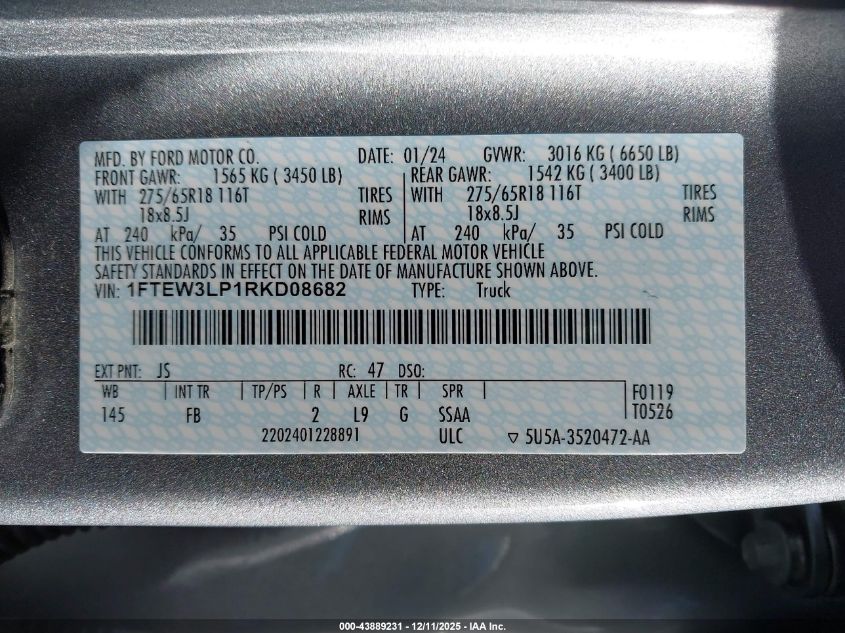 MFD. BY FORD MOTOR CO. DATE: 01/24 GVWR: 3016 KG ( 6650 LB)
FRONT GAWR: 1565 KG ( 3450 LB) REAR GAWR: 1542 KG ( 3400 LB)
WITH 275/65R18 116T TIRES WITH 275/65R18 116T TIRES
18x8.5J RIMS 18x8.5J RIMS
AT 240 kPa/ 35 PSI COLD AT 240 kPa/ 35 PSI COLD
THIS VEHICLE CONFORMS TO ALL APPLICABLE FEDERAL MOTOR VEHICLE
SAFETY STANDARDS IN EFFECT ON THE DATE OF MANUFACTURE SHOWN ABOVE.
VIN: 1FTEW3LP1RKD08682 TYPE: Truck
EXT PNT: JS RC: 47 DSO:
WB INT TR TP/PS R AXLE TR SPR F0119
145 FB 2 L9 G SSAA T0526
2202401228891 ULC ▽ 5U5A-3520472-AA
000-43889231 - 12/11/2025 - IAA Inc.